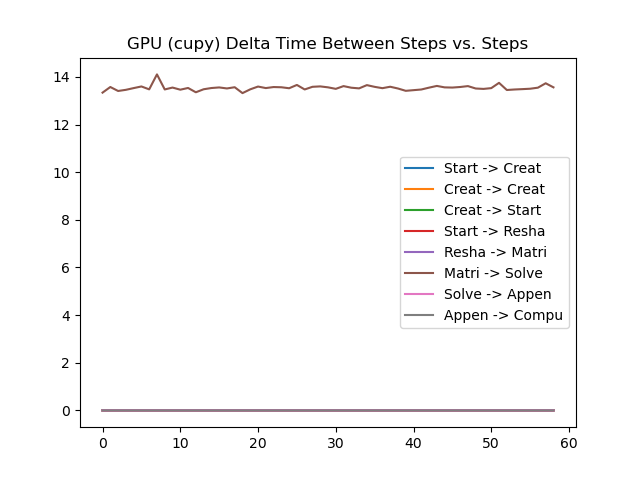 GPU (cupy) Delta Time Between Steps vs. Steps
14
12
10
8
6
4
2
0
Start -> Creat
Creat -> Creat
Creat -> Start
Start -> Resha
Resha -> Matri
Matri -> Solve
Solve -> Appen
Appen -> Compu
0 10 20 30 40 50 60